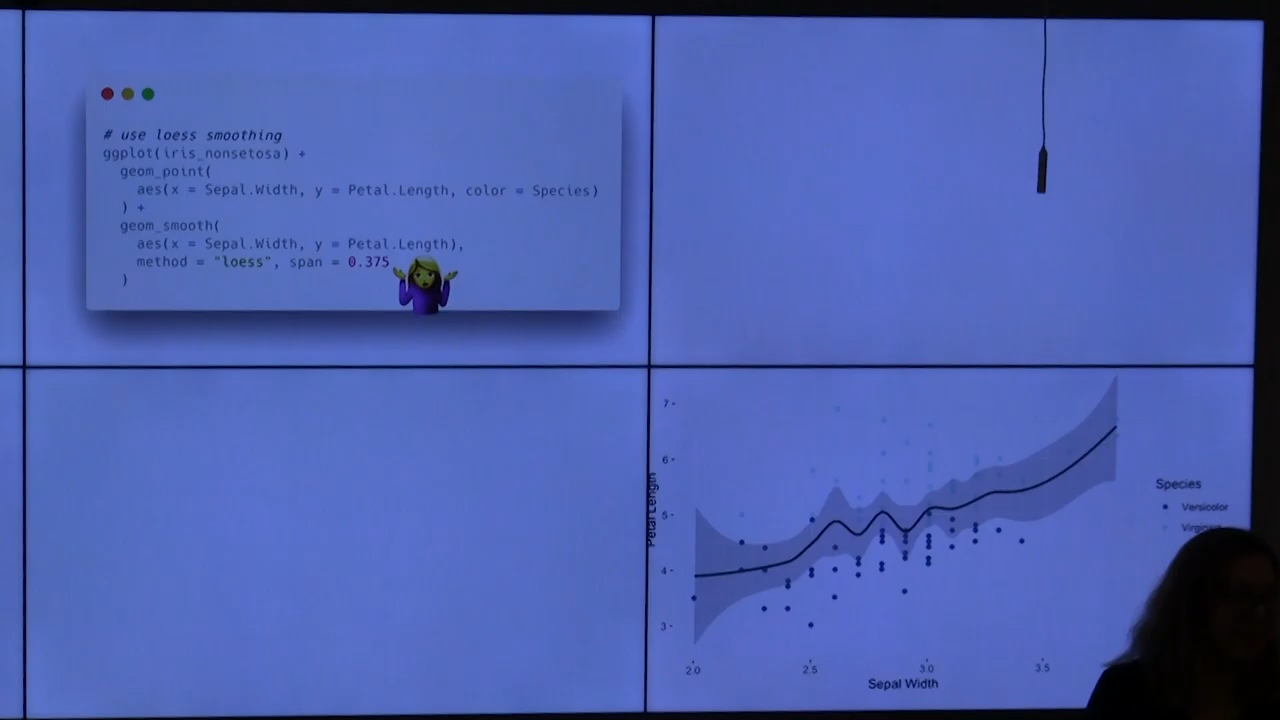 # use loess smoothing
ggplot(iris_nonsetosa) +
geom_point(
aes(x = Sepal.Width, y = Petal.Length, color = Species)
) +
geom_smooth(
aes(x = Sepal.Width, y = Petal.Length),
method = "loess", span = 0.375
)
7
6
5
4
3
Petal Length
2.0
2.5
3.0
3.5
Sepal Width
Species
Versicolor